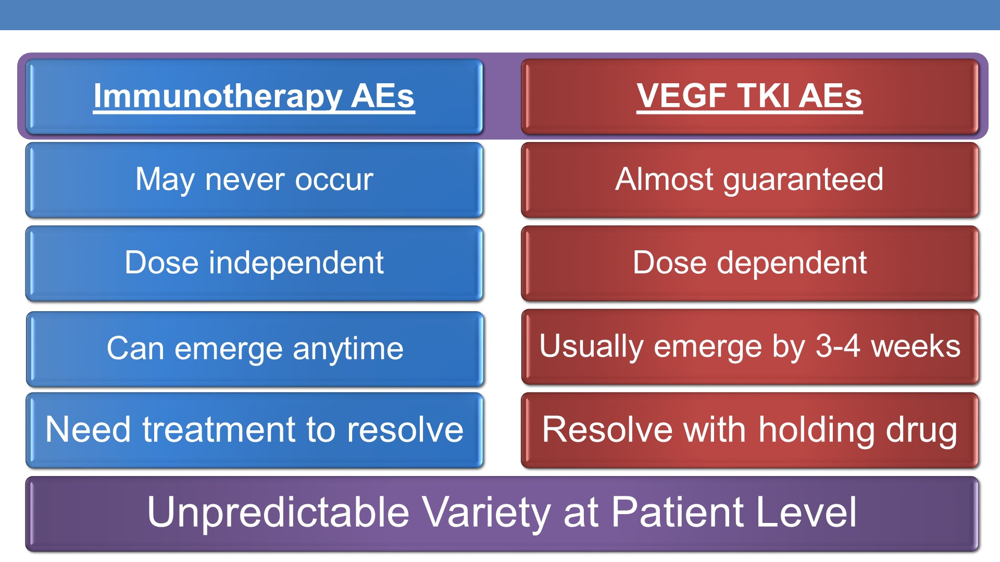 Immunotherapy AEs
VEGF TKI AEs
May never occur
Almost guaranteed
Dose independent
Dose dependent
Can emerge anytime
Usually emerge by 3-4 weeks
Need treatment to resolve
Resolve with holding drug
Unpredictable Variety at Patient Level